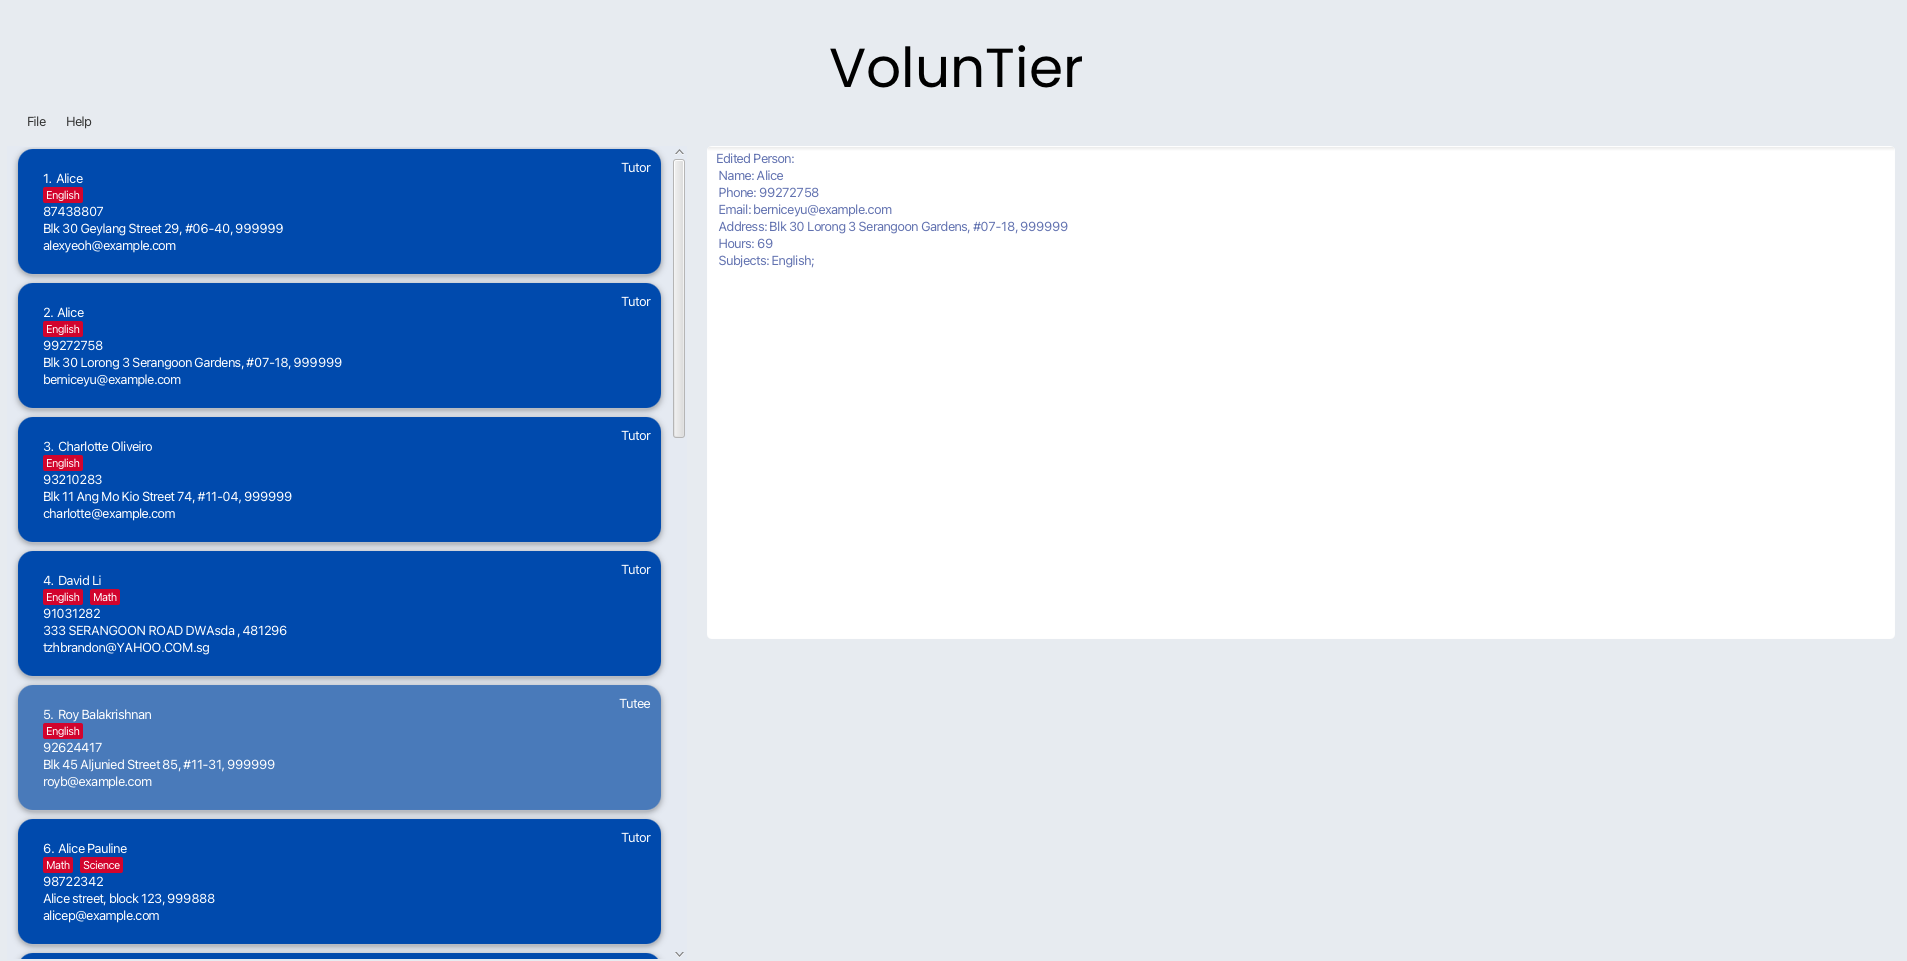 VolunTier
File Help
Tutor
1. Alice
English
87438807
Blk 30 Geylang Street 29, #06-40, 999999
alexyeoh@example.com
Tutor
2. Alice
English
99272758
Blk 30 Lorong 3 Serangoon Gardens, #07-18, 999999
berniceyu@example.com
Tutor
3. Charlotte Oliveiro
English
93210283
Blk 11 Ang Mo Kio Street 74, #11-04, 999999
charlotte@example.com
Tutor
4. David Li
English Math
91031282
333 SERANGOON ROAD DWAsda , 481296
tzhbrandon@YAHOO.COM.sg
Tutee
5. Roy Balakrishnan
English
92624417
Blk 45 Aljunied Street 85, #11-31, 999999
royb@example.com
Tutor
6. Alice Pauline
Math Science
98722342
Alice street, block 123, 999888
alicep@example.com
Edited Person:
Name: Alice
Phone: 99272758
Email: berniceyu@example.com
Address: Blk 30 Lorong 3 Serangoon Gardens, #07-18, 999999
Hours: 69
Subjects: English;